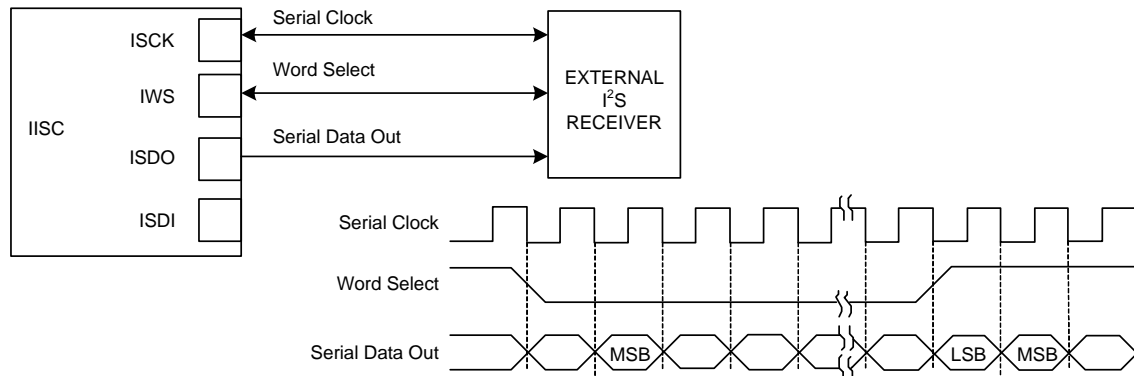 Serial Clock
ISCK
Word Select
IWS
IISC
Serial Data Out
ISDO
ISDI
EXTERNAL
I²S
RECEIVER
Serial Clock
Word Select
Serial Data Out
MSB
LSB
MSB